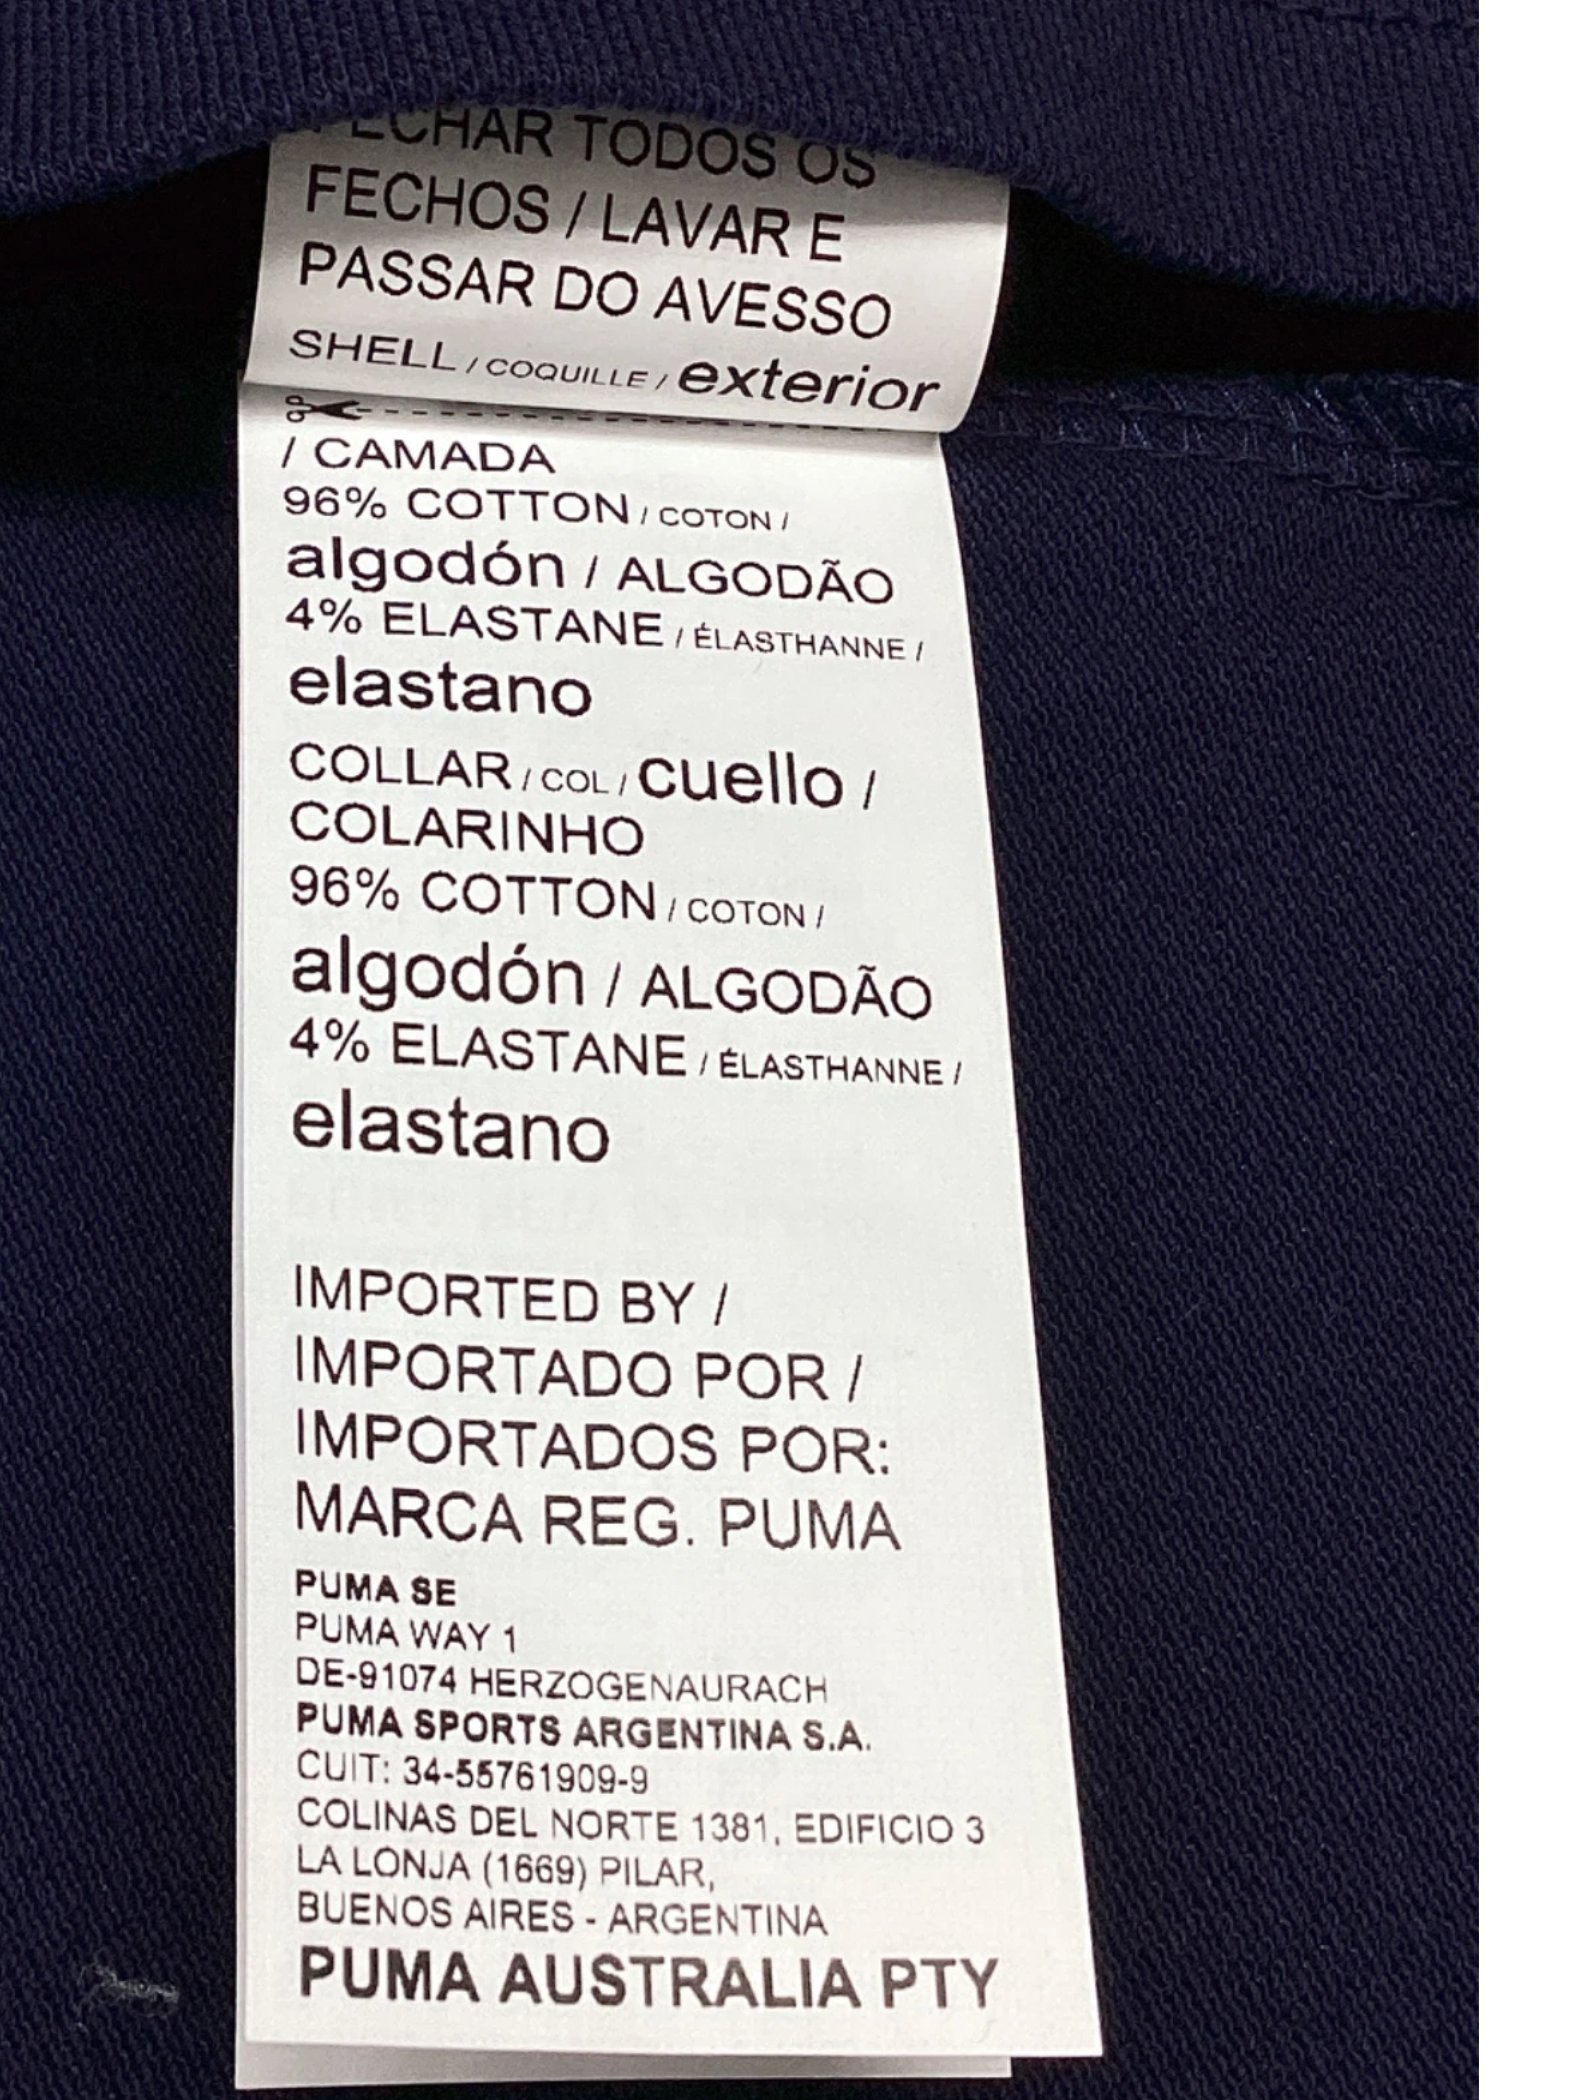 FECHAR TODOS OS
FECHOS / LAVAR E
PASSAR DO AVESSO
SHELL / COQUILLE / exterior
/ CAMADA
96% COTTON / COTON /
algodón / ALGODÃO
4% ELASTANE / ÉLASTHANNE /
elastano
COLLAR / COL / cuello /
COLARINHO
96% COTTON / COTON /
algodón / ALGODÃO
4% ELASTANE / ÉLASTHANNE /
elastano
IMPORTED BY /
IMPORTADO POR /
IMPORTADOS POR:
MARCA REG. PUMA
PUMA SE
PUMA WAY 1
DE-91074 HERZOGENAURACH
PUMA SPORTS ARGENTINA S.A.
CUIT: 34-55761909-9
COLINAS DEL NORTE 1381, EDIFICIO 3
LA LONJA (1669) PILAR,
BUENOS AIRES - ARGENTINA
PUMA AUSTRALIA PTY